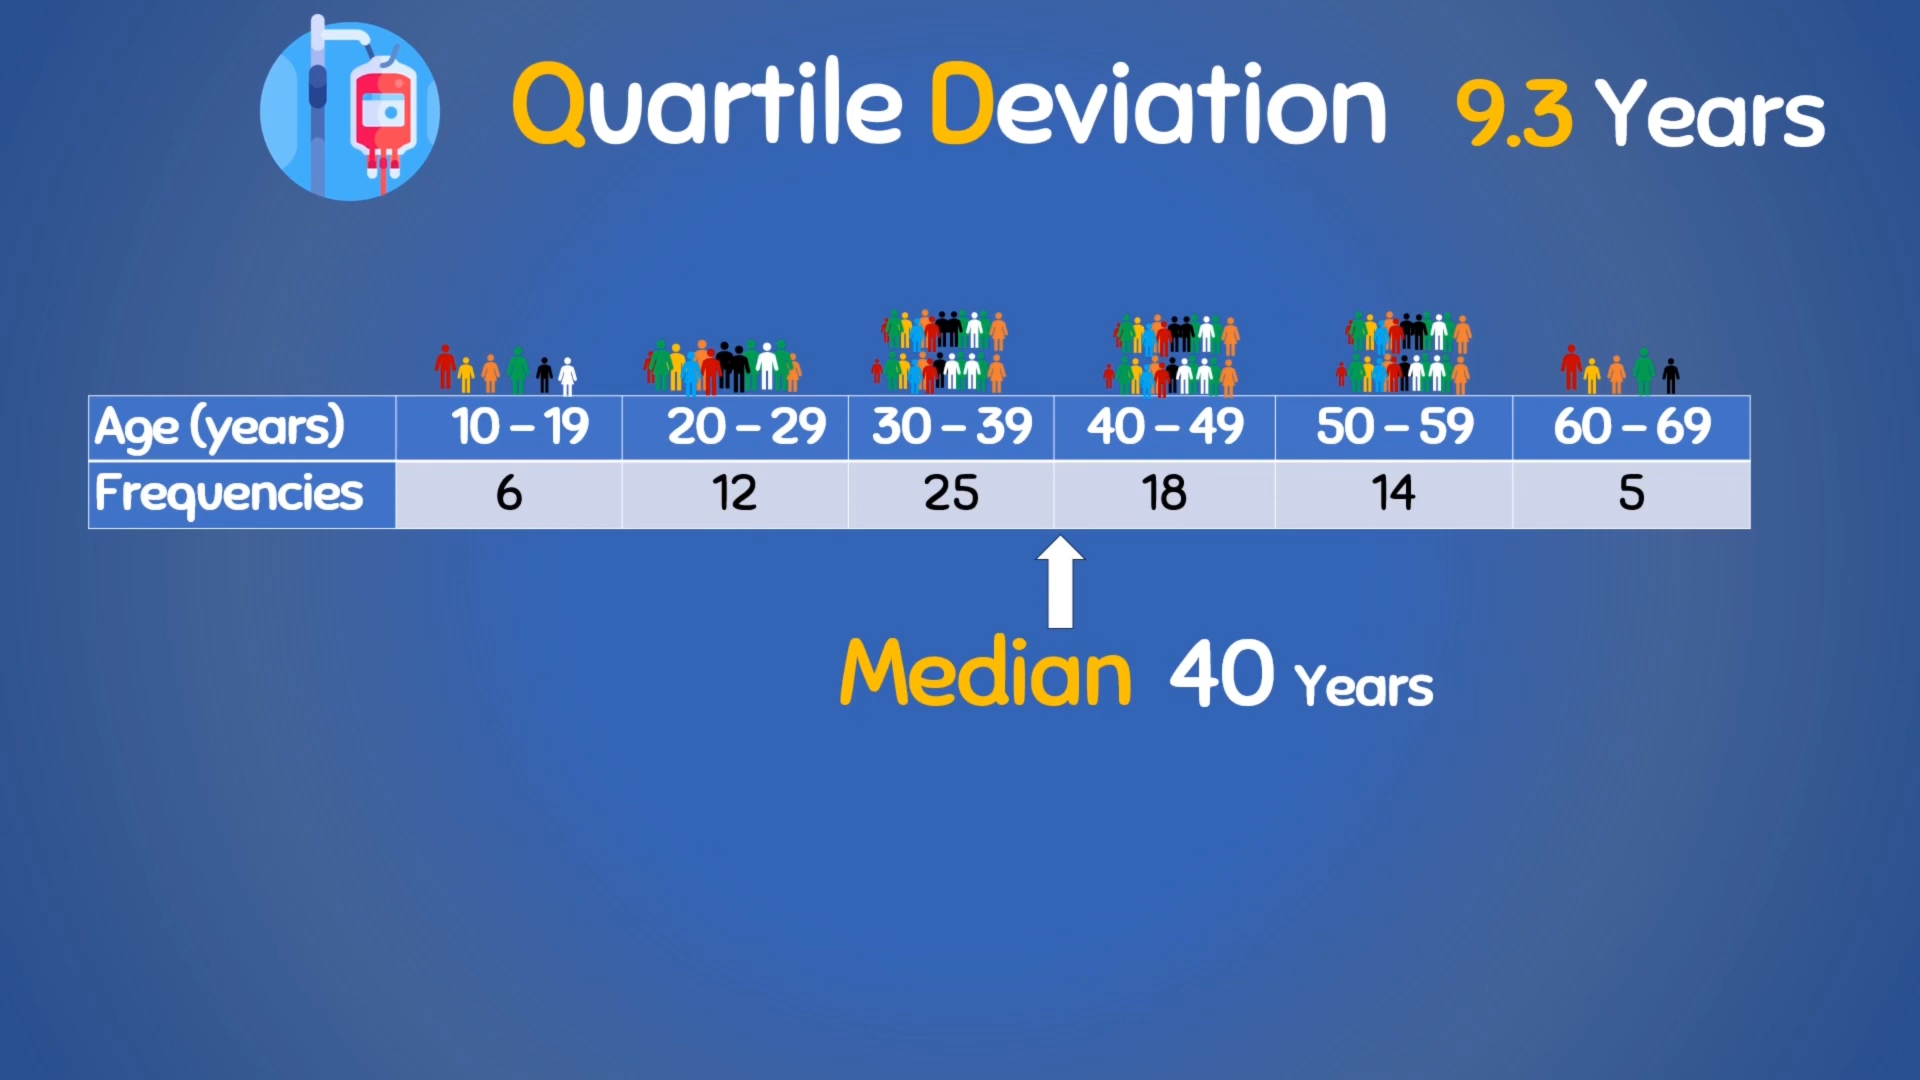 Quartile Deviation 9.3 Years
Age (years) 10 – 19 20 – 29 30 – 39 40 – 49 50 – 59 60 – 69
Frequencies 6 12 25 18 14 5
Median 40 Years